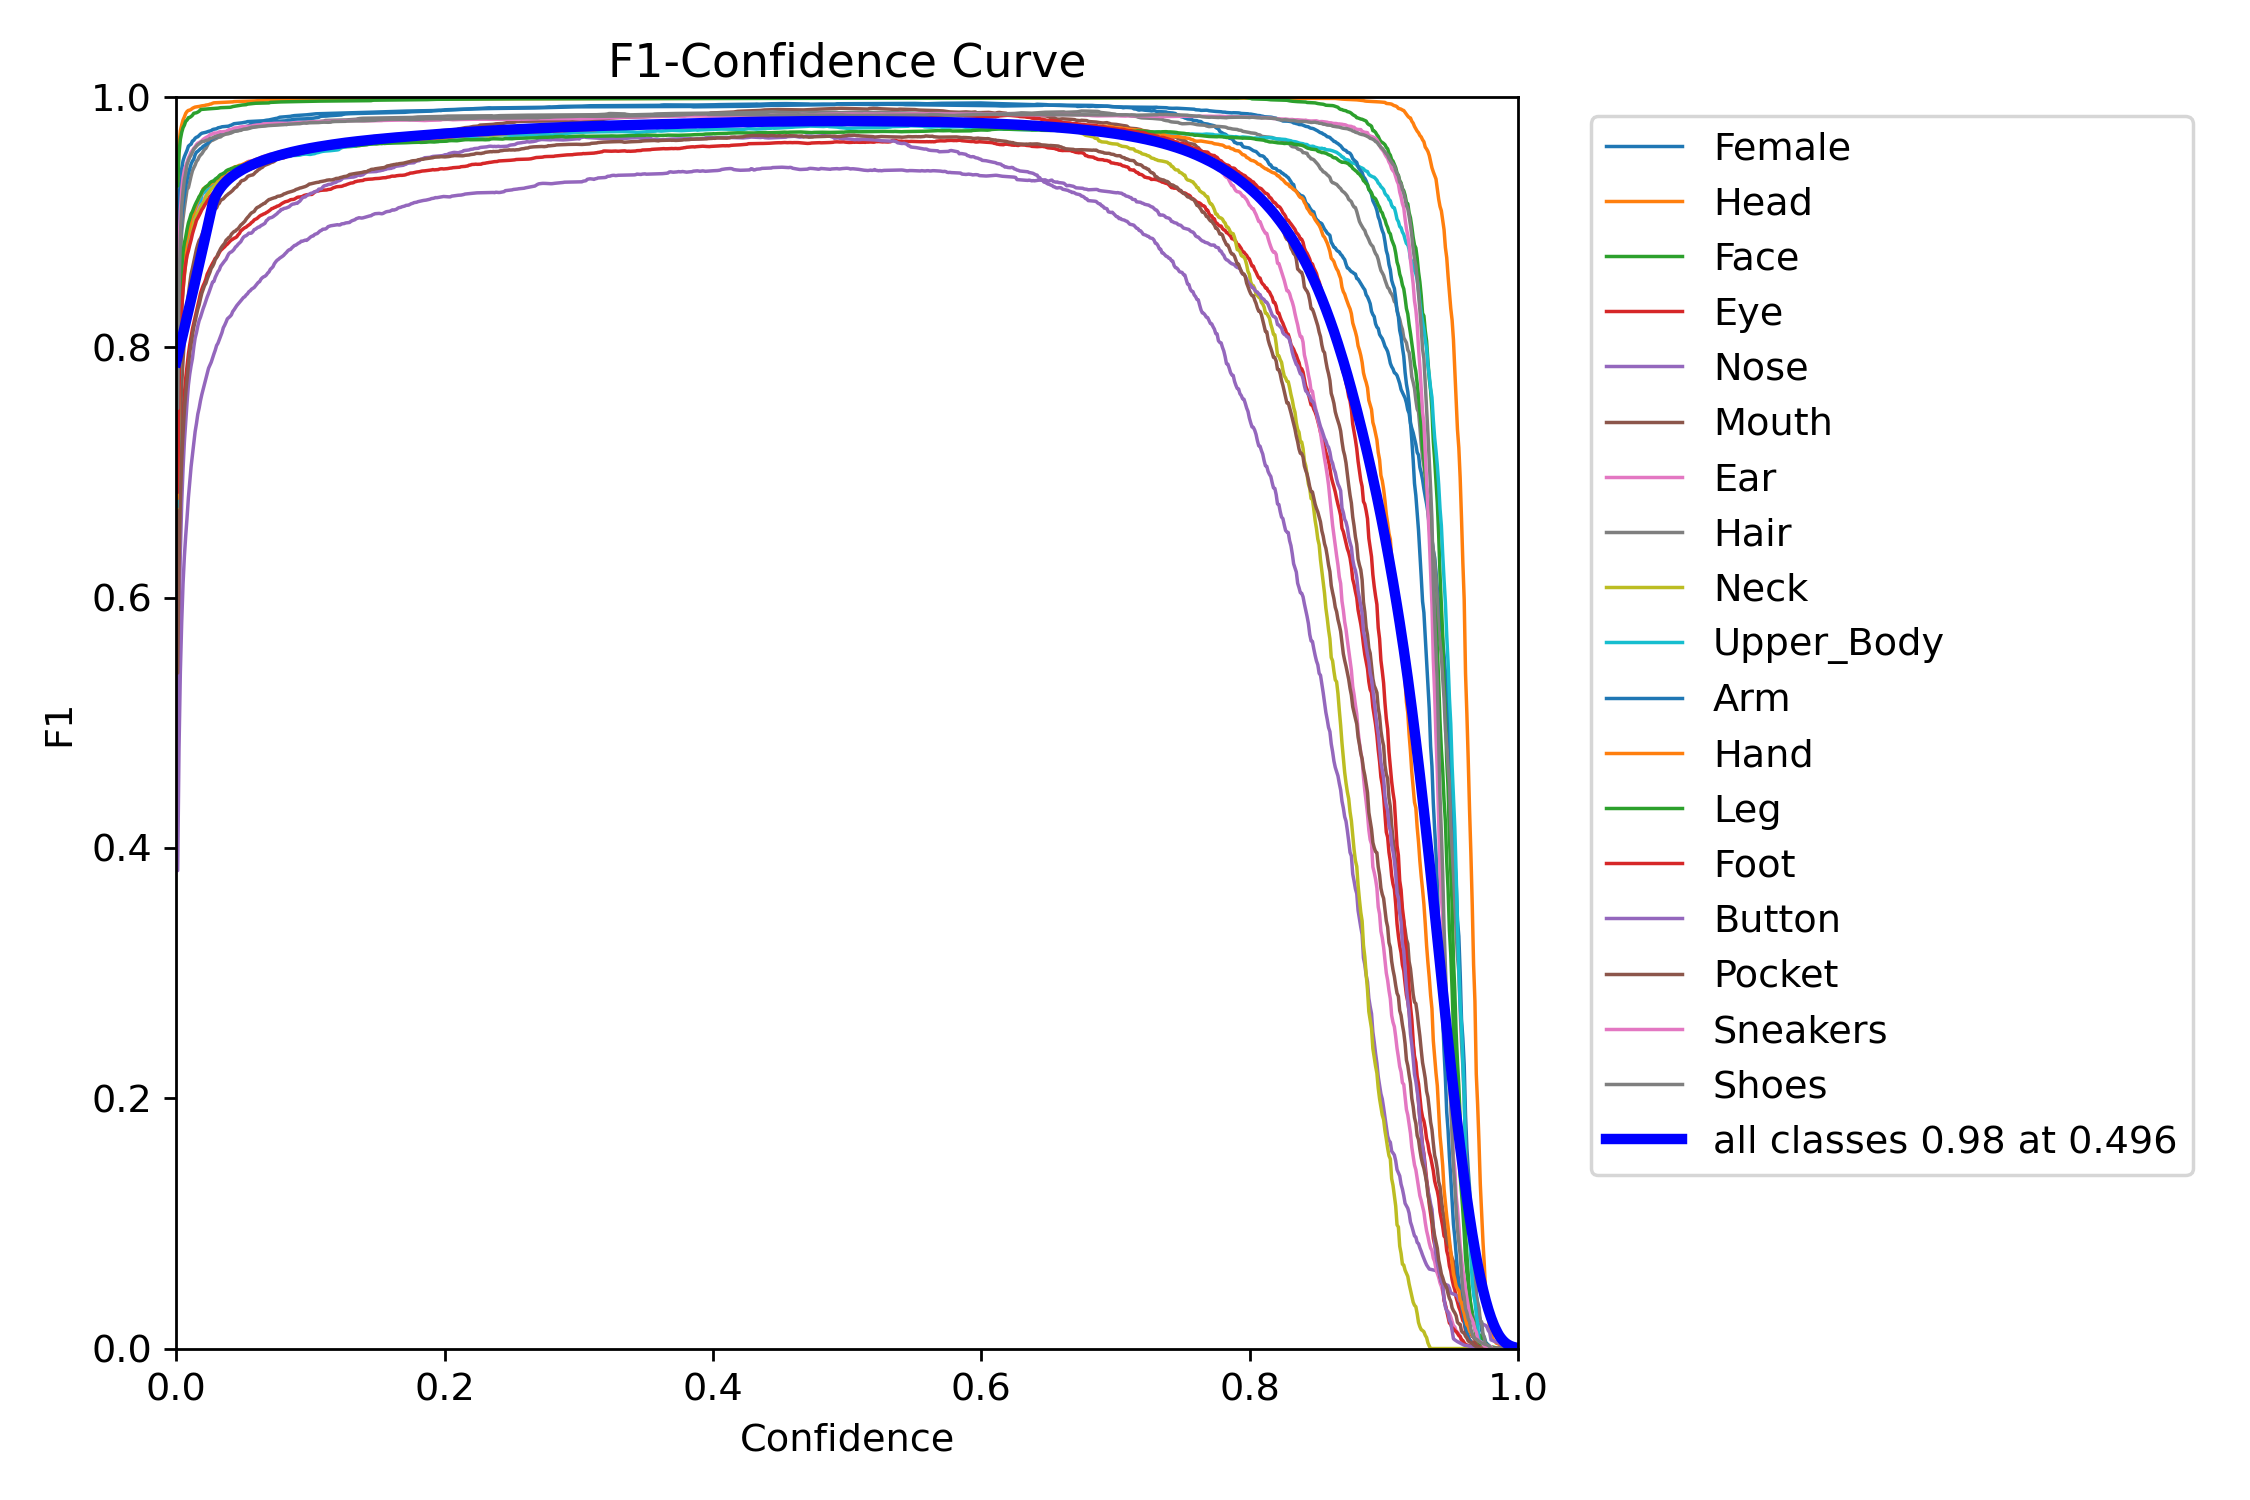 F1-Confidence Curve
1.0
0.8
0.6
0.4
0.2
0.0
F1
0.0 0.2 0.4 0.6 0.8 1.0
Confidence
Female
Head
Face
Eye
Nose
Mouth
Ear
Hair
Neck
Upper_Body
Arm
Hand
Leg
Foot
Button
Pocket
Sneakers
Shoes
all classes 0.98 at 0.496